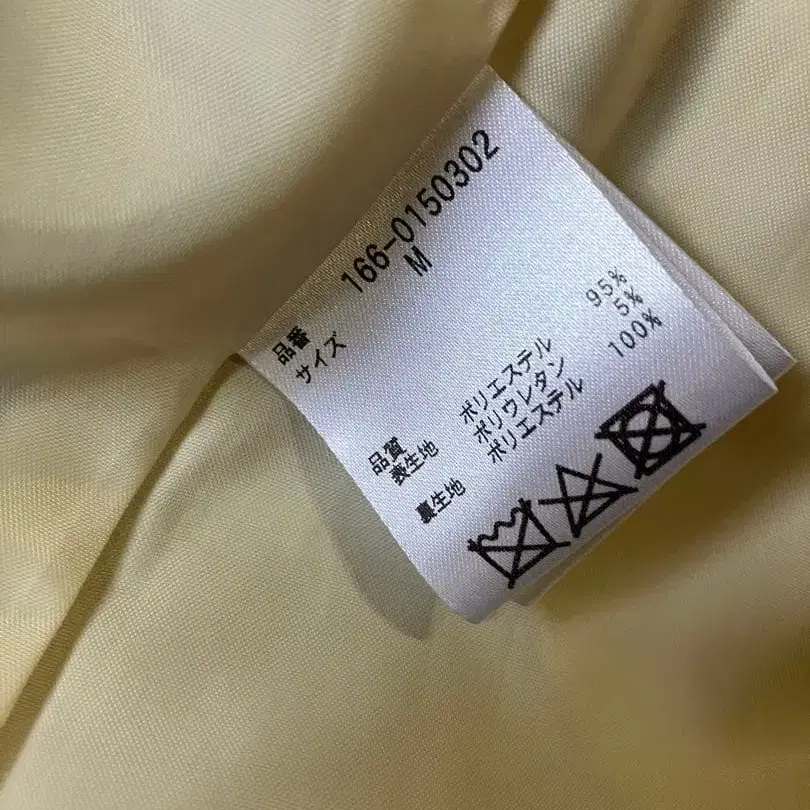 品番 166-0150302
サイズ M
品質
表生地 ポリエステル 95%
ポリウレタン 5%
裏生地 ポリエステル 100%